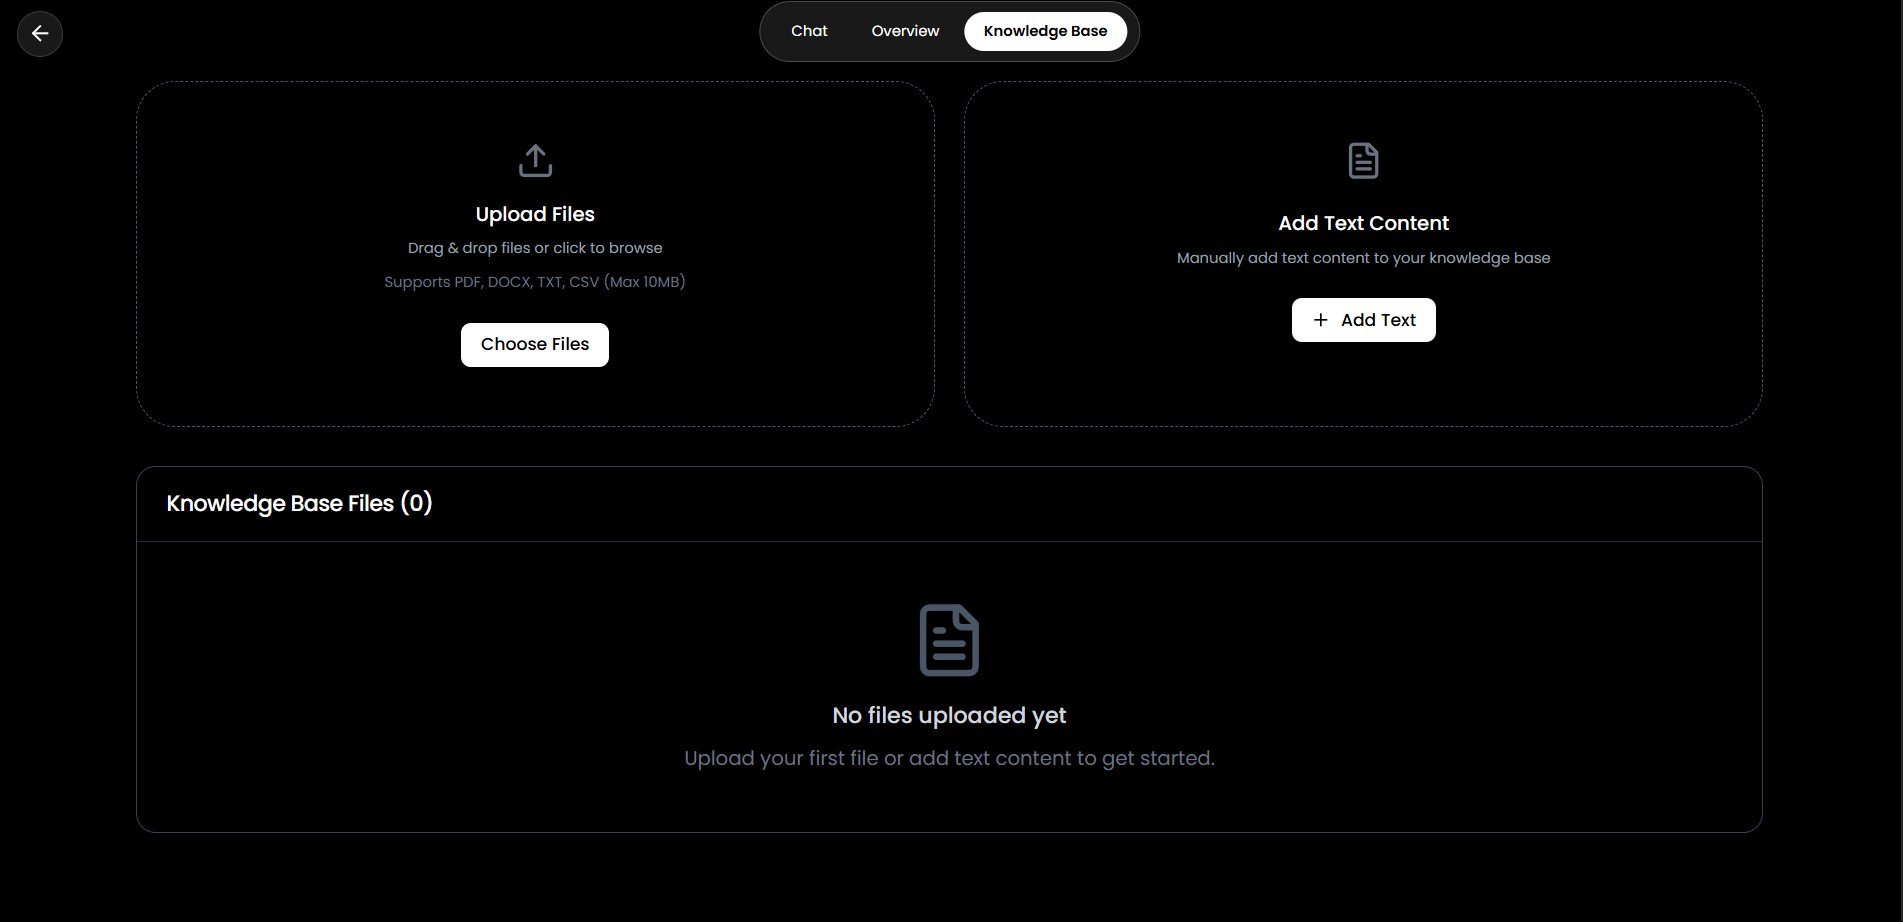 Chat
Overview
Knowledge Base
Upload Files
Drag & drop files or click to browse
Supports PDF, DOCX, TXT, CSV (Max 10MB)
Choose Files
Add Text Content
Manually add text content to your knowledge base
Add Text
Knowledge Base Files (0)
No files uploaded yet
Upload your first file or add text content to get started.